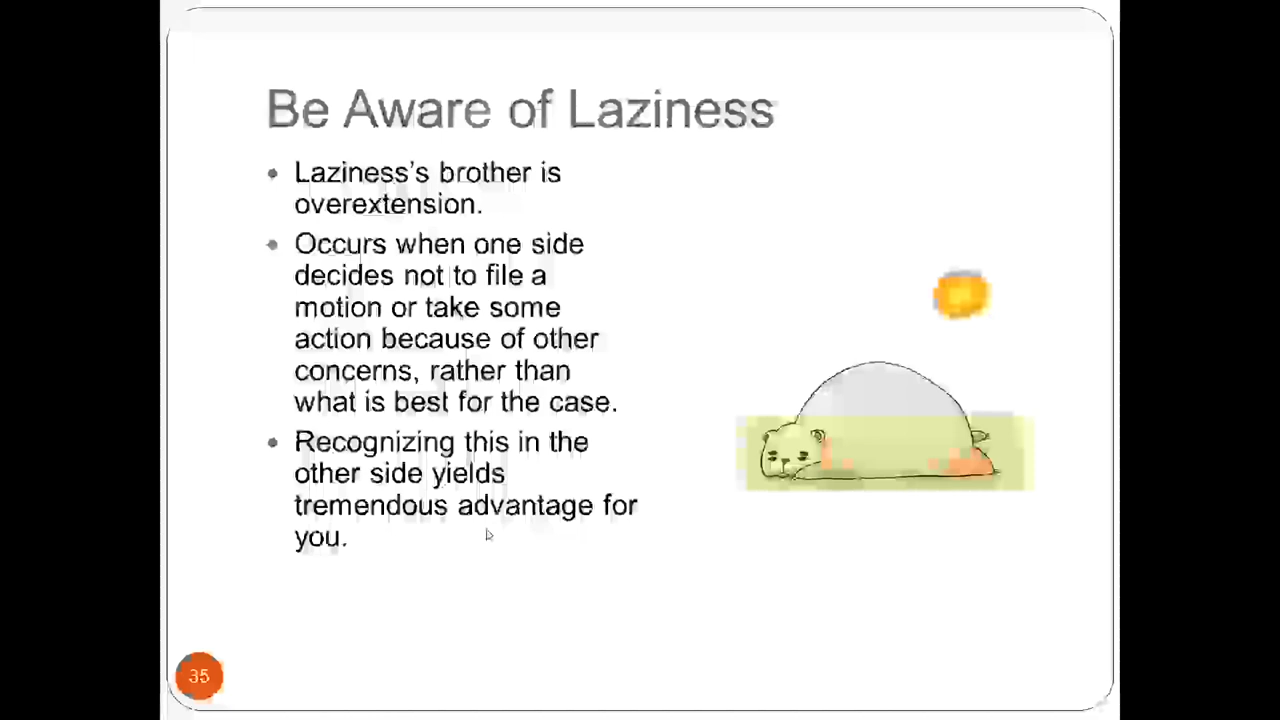 Be Aware of Laziness
• Laziness’s brother is
overextension.
• Occurs when one side
decides not to file a
motion or take some
action because of other
concerns, rather than
what is best for the case.
• Recognizing this in the
other side yields
tremendous advantage for
you.
35